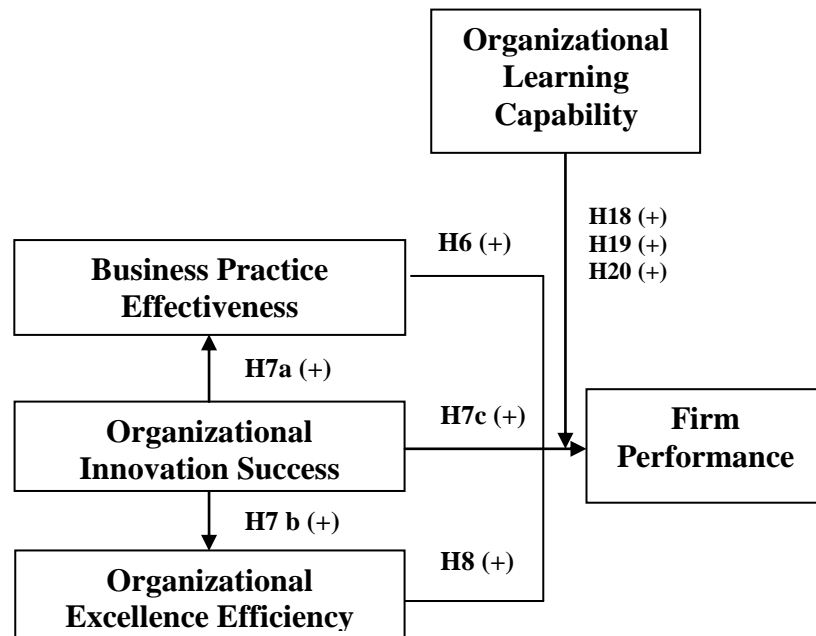 Organizational
Learning
Capability
H18 (+)
H19 (+)
H20 (+)
H6 (+)
Business Practice
Effectiveness
H7a (+)
Organizational
Innovation Success
H7c (+)
Firm
Performance
H7 b (+)
Organizational
Excellence Efficiency
H8 (+)